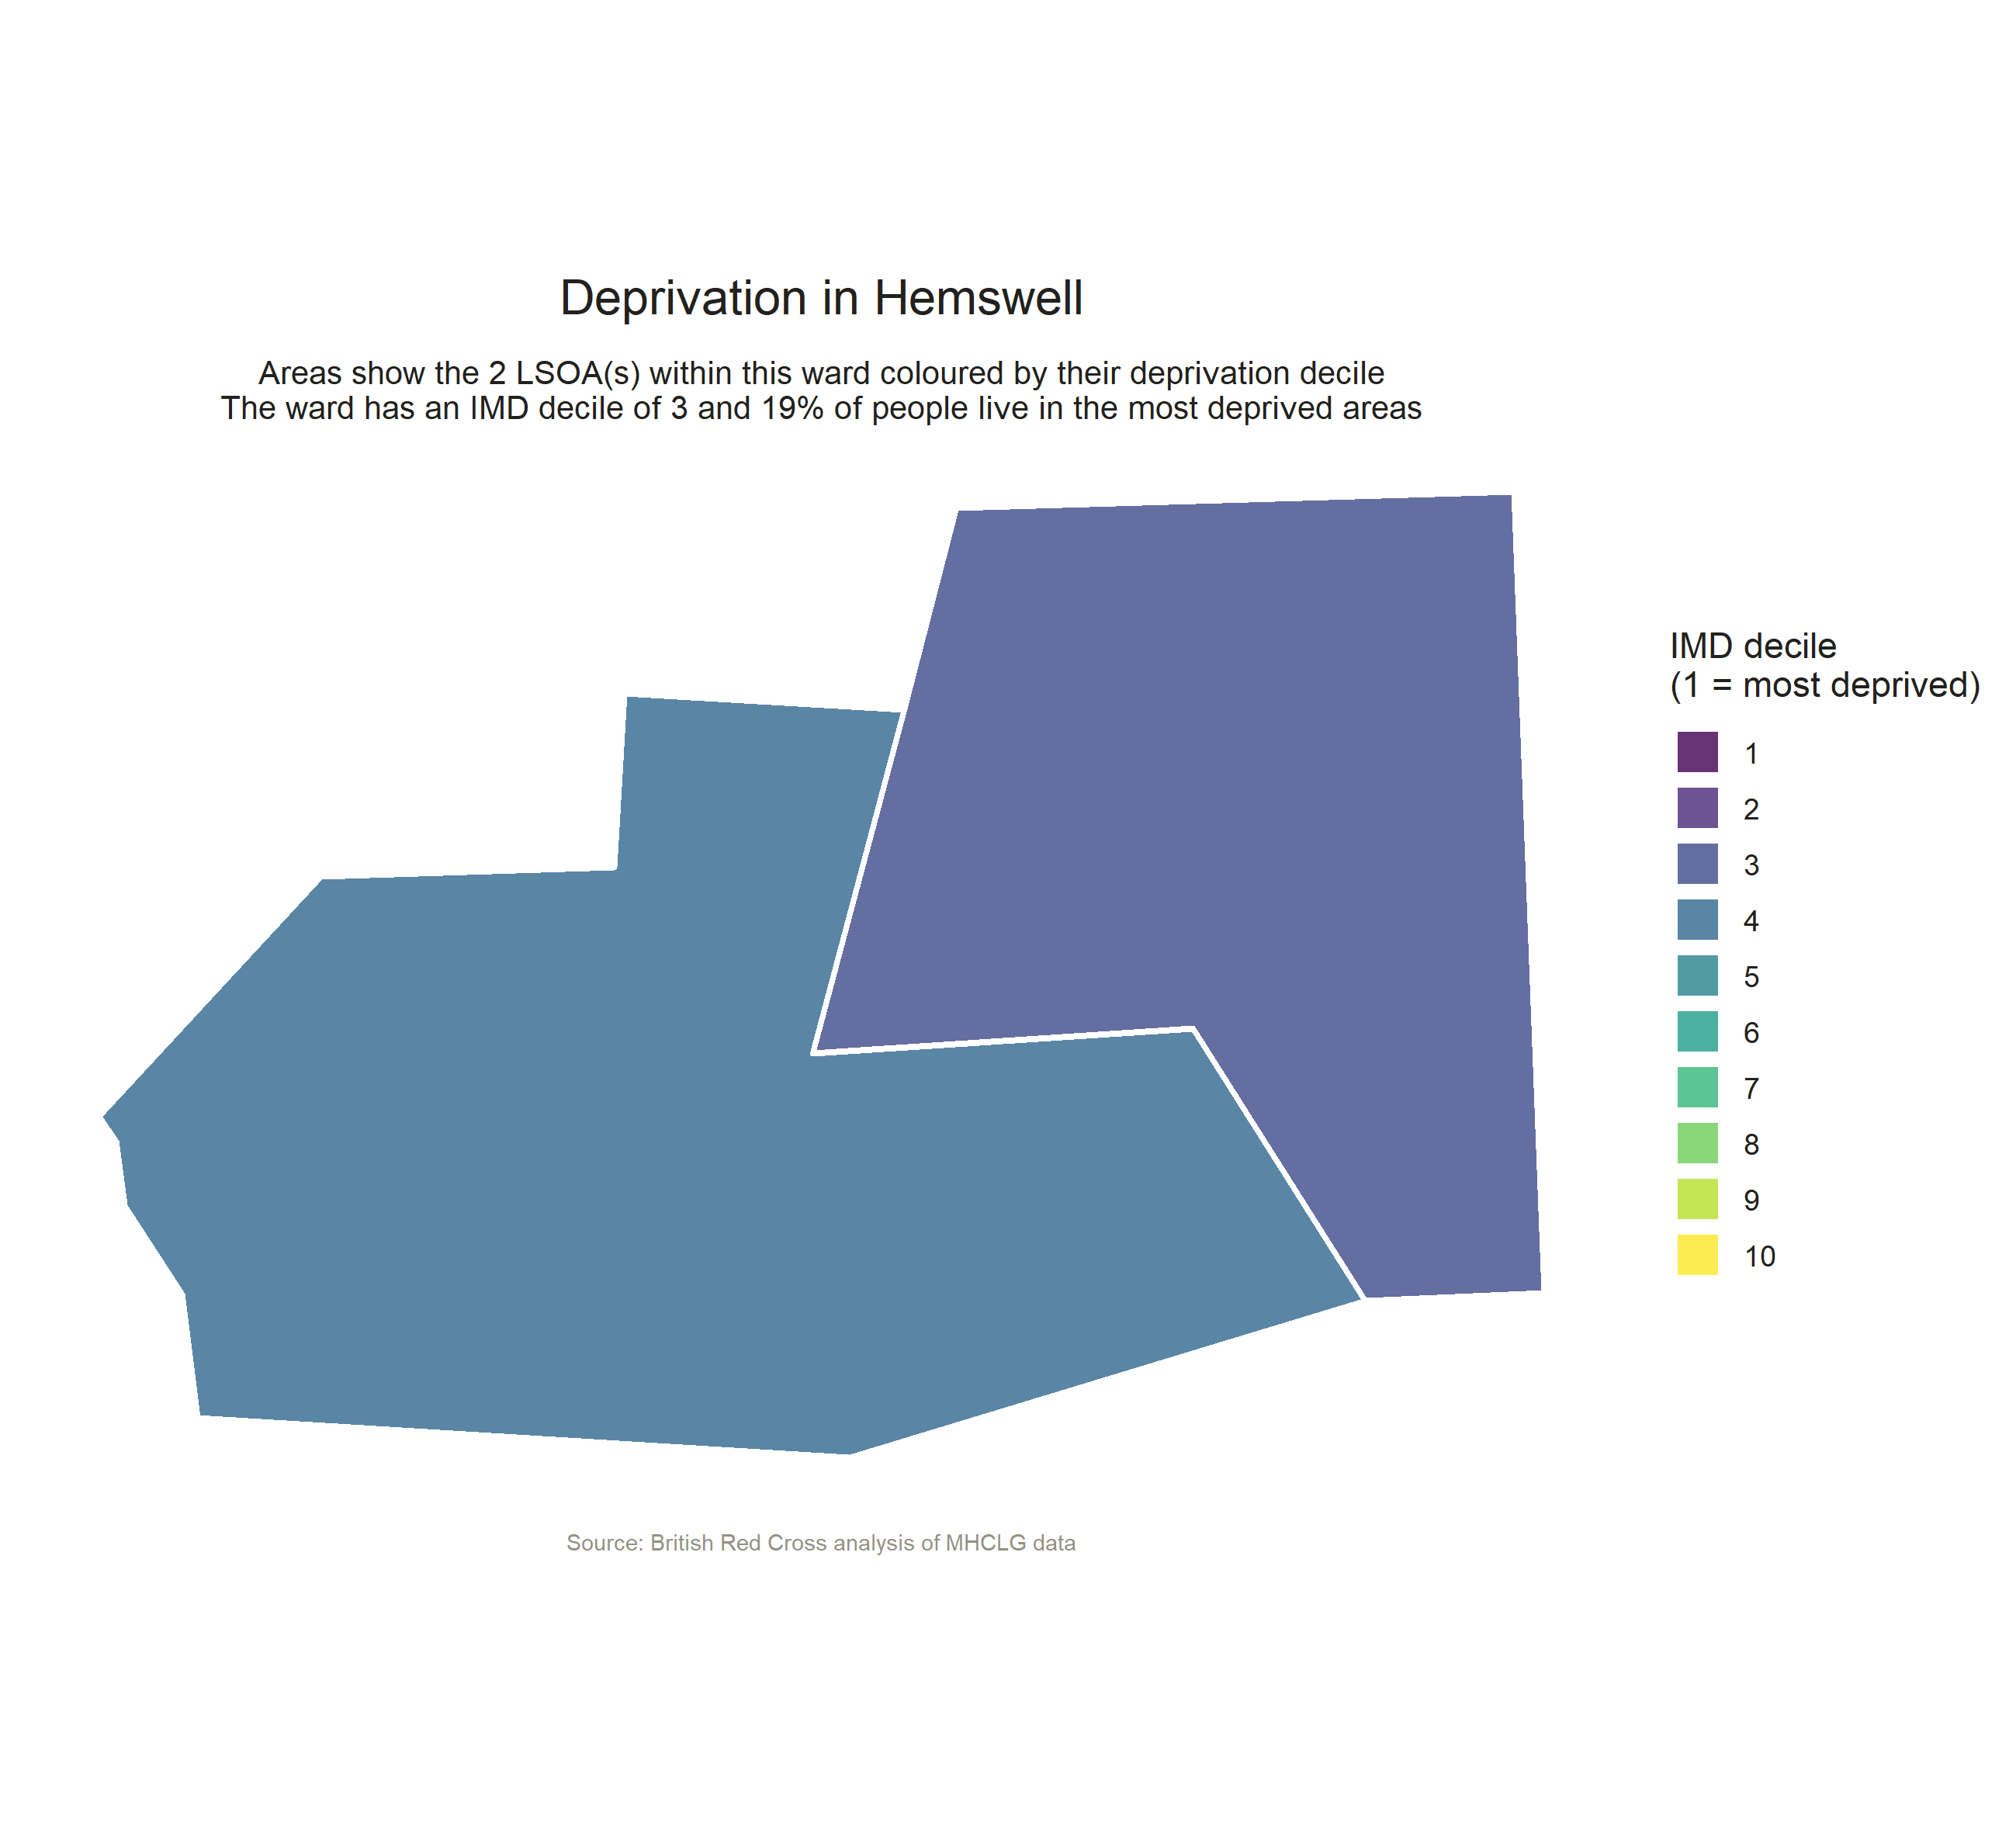 Deprivation in Hemswell
Areas show the 2 LSOA(s) within this ward coloured by their deprivation decile
The ward has an IMD decile of 3 and 19% of people live in the most deprived areas
IMD decile
(1 = most deprived)
1
2
3
4
5
6
7
8
9
10
Source: British Red Cross analysis of MHCLG data